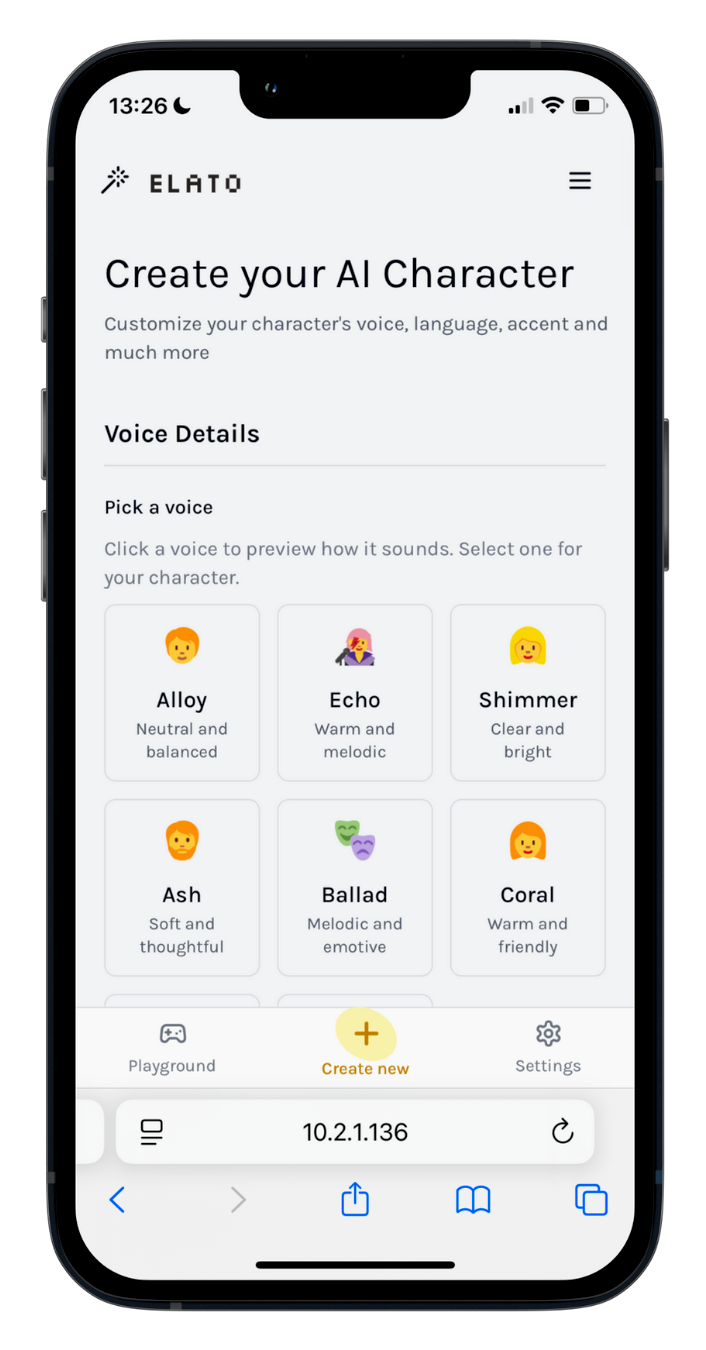 13:26
ELATO
Create your AI Character
Customize your character's voice, language, accent and
much more
Voice Details
Pick a voice
Click a voice to preview how it sounds. Select one for
your character.
Alloy
Neutral and
balanced
Echo
Warm and
melodic
Shimmer
Clear and
bright
Ash
Soft and
thoughtful
Ballad
Melodic and
emotive
Coral
Warm and
friendly
Playground
Create new
Settings
10.2.1.136